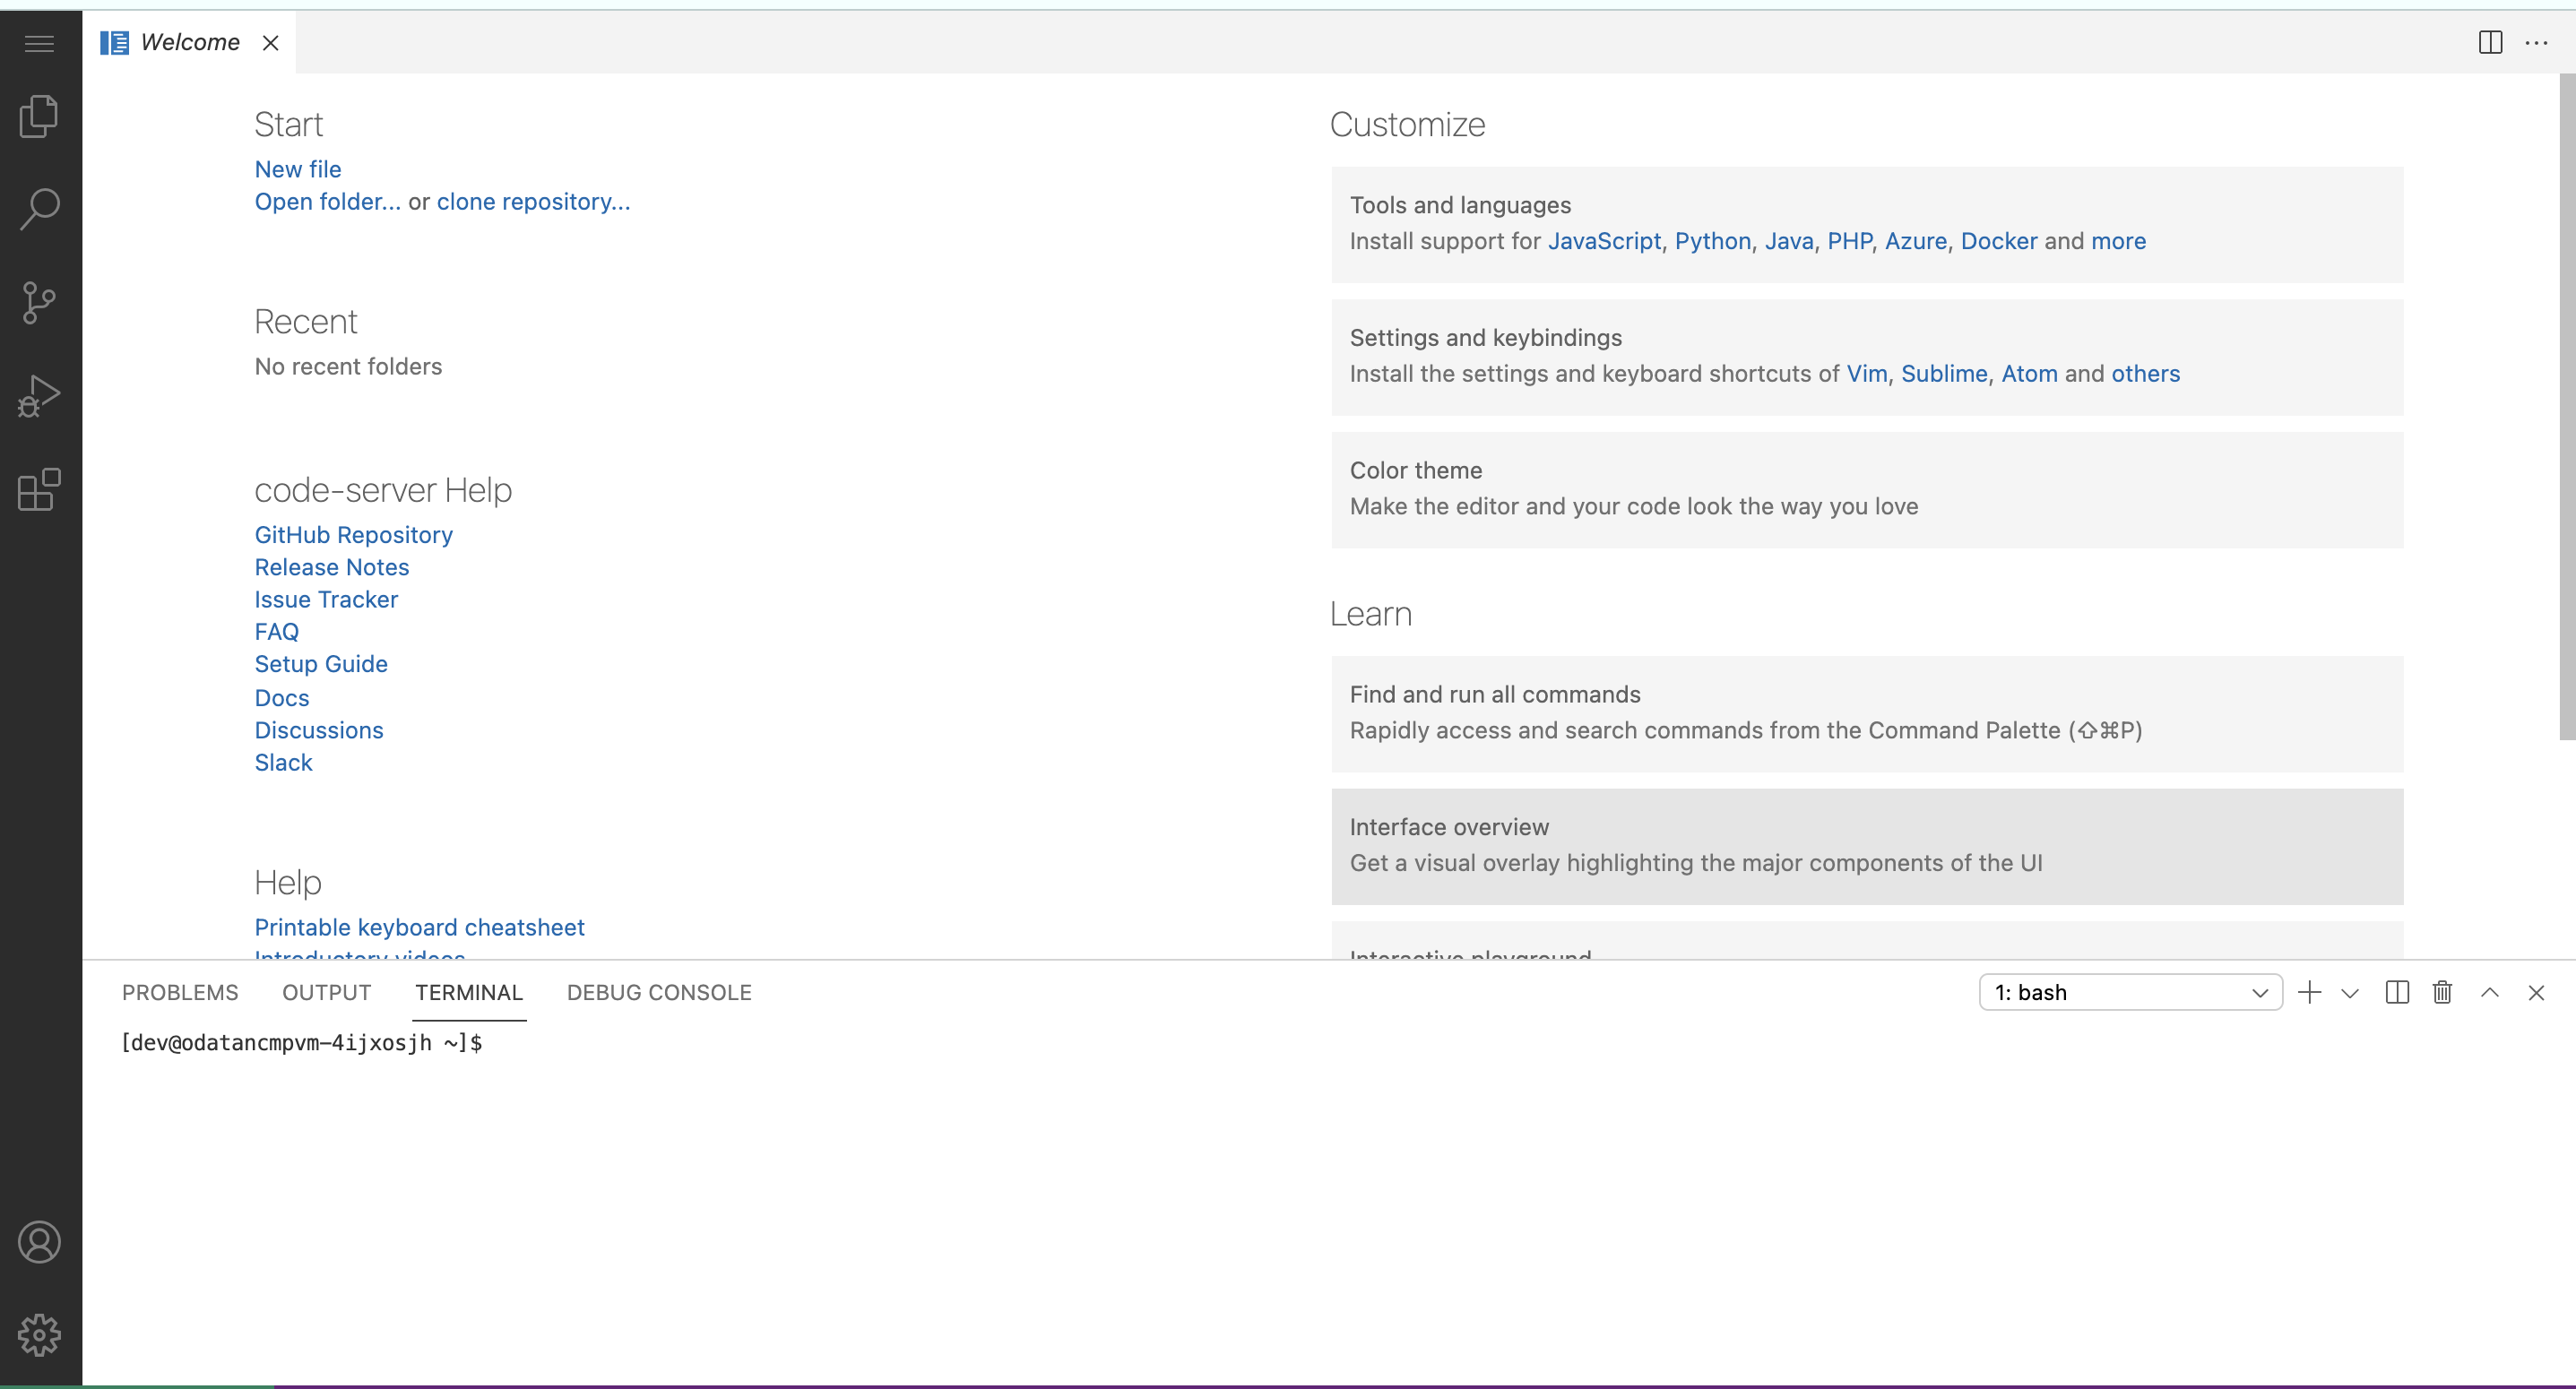 Welcome
Start
New file
Open folder... or clone repository...
Recent
No recent folders
code-server Help
GitHub Repository
Release Notes
Issue Tracker
FAQ
Setup Guide
Docs
Discussions
Slack
Help
Printable keyboard cheatsheet
Introductory videos
Customize
Tools and languages
Install support for JavaScript, Python, Java, PHP, Azure, Docker and more
Settings and keybindings
Install the settings and keyboard shortcuts of Vim, Sublime, Atom and others
Color theme
Make the editor and your code look the way you love
Learn
Find and run all commands
Rapidly access and search commands from the Command Palette (⇧⌘P)
Interface overview
Get a visual overlay highlighting the major components of the UI
Interactive playground
PROBLEMS OUTPUT TERMINAL DEBUG CONSOLE 1: bash
[dev@odatancmpvm-4ijxosjh ~]$